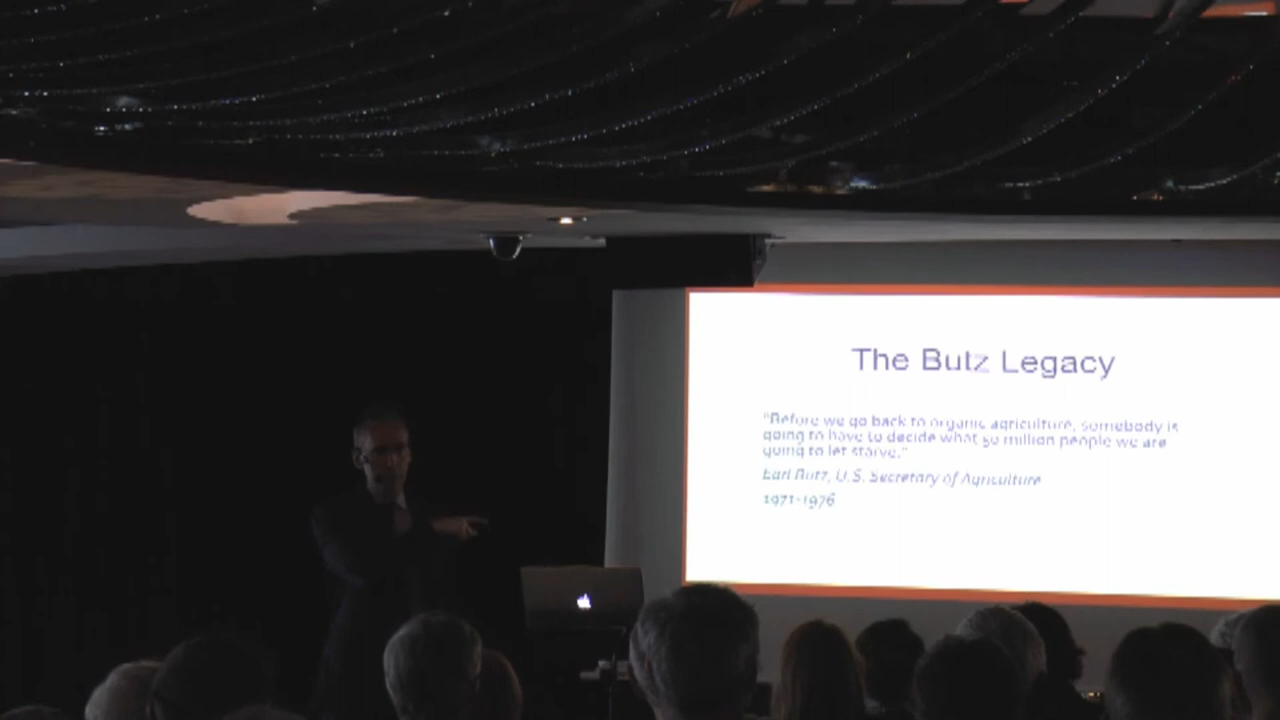 The Butz Legacy
"Before we go back to organic agriculture, somebody is
going to have to decide what 50 million people we are
going to let starve."
Earl Butz, U.S. Secretary of Agriculture
1971-1976